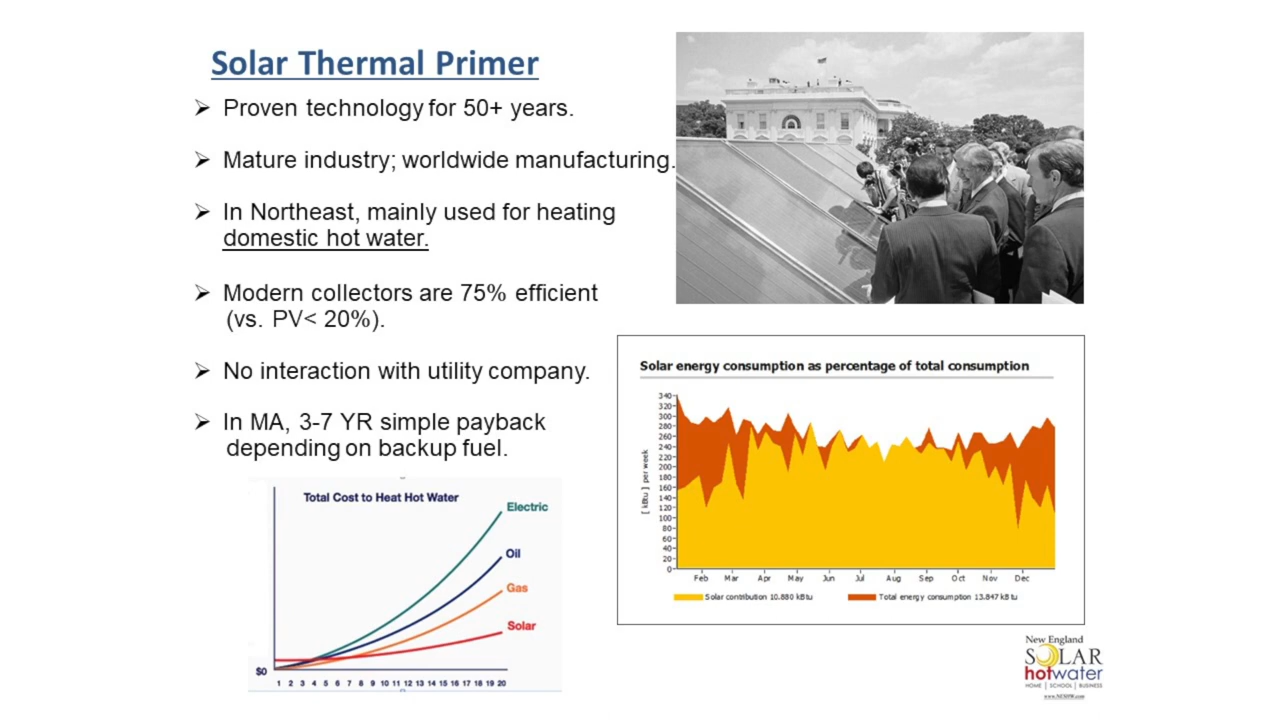 Solar Thermal Primer
➢ Proven technology for 50+ years.
➢ Mature industry; worldwide manufacturing.
➢ In Northeast, mainly used for heating
domestic hot water.
➢ Modern collectors are 75% efficient
(vs. PV< 20%).
➢ No interaction with utility company.
➢ In MA, 3-7 YR simple payback
depending on backup fuel.
Total Cost to Heat Hot Water
Electric
Oil
Gas
Solar
$0
1 2 3 4 5 6 7 8 9 10 11 12 13 14 15 16 17 18 19 20
Solar energy consumption as percentage of total consumption
340
320
300
280
260
240
220
200
180
160
140
120
100
80
60
40
20
0
[ kBtu ] per week
Feb Mar Apr May Jun Jul Aug Sep Oct Nov Dec
Solar contribution 10.880 kBtu Total energy consumption 13.847 kBtu
New England
SOLAR
hotwater
HOME | SCHOOL | BUSINESS